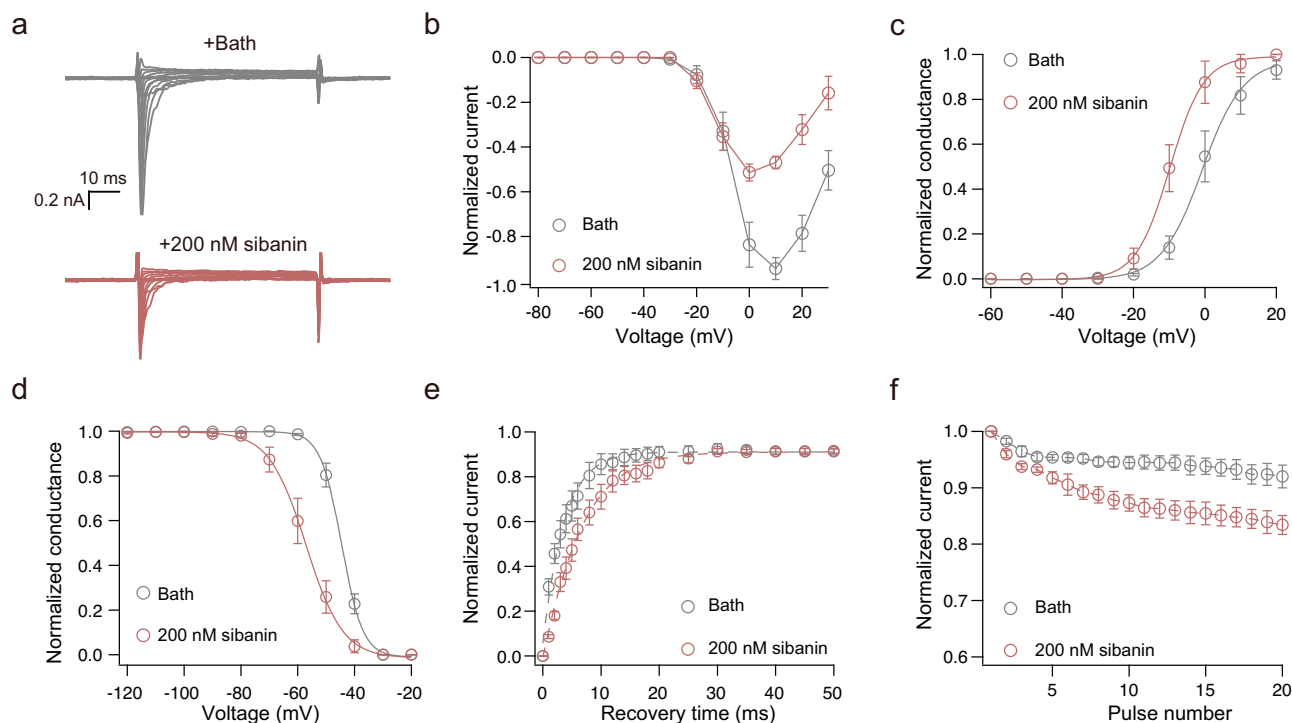 a
+Bath
10 ms
0.2 nA
+200 nM sibanin
b
0.0
-0.2
-0.4
-0.6
-0.8
-1.0
Normalized current
Bath
200 nM sibanin
-80 -60 -40 -20 0 20
Voltage (mV)
c
1.0
0.8
0.6
0.4
0.2
0.0
Normalized conductance
Bath
200 nM sibanin
-60 -40 -20 0 20
Voltage (mV)
d
1.0
0.8
0.6
0.4
0.2
0.0
Normalized conductance
Bath
200 nM sibanin
-120 -100 -80 -60 -40 -20
Voltage (mV)
e
1.0
0.8
0.6
0.4
0.2
0.0
Normalized current
Bath
200 nM sibanin
0 10 20 30 40 50
Recovery time (ms)
f
1.0
0.9
0.8
0.7
0.6
Normalized current
Bath
200 nM sibanin
5 10 15 20
Pulse number